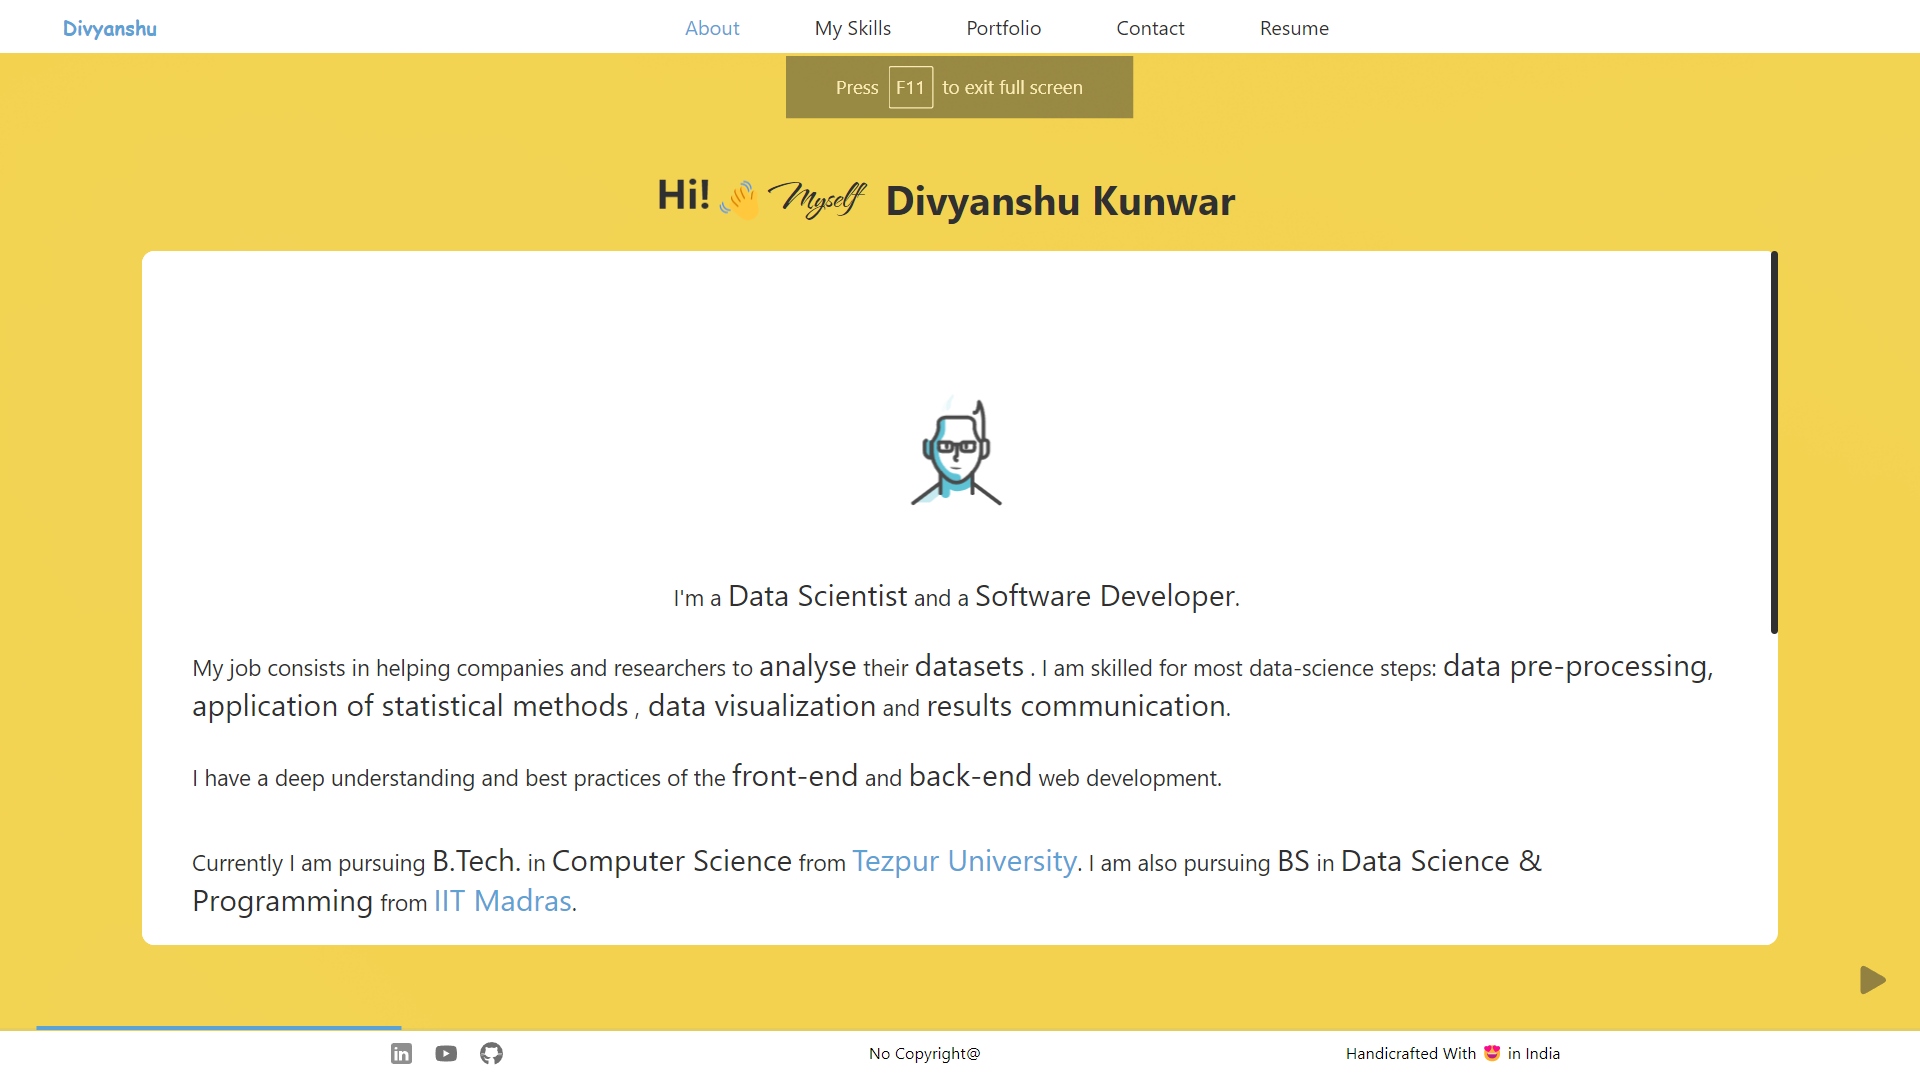 Divyanshu
About My Skills Portfolio Contact Resume
Press F11 to exit full screen
Hi! 👋 Myself Divyanshu Kunwar
I'm a Data Scientist and a Software Developer.
My job consists in helping companies and researchers to analyse their datasets . I am skilled for most data-science steps: data pre-processing,
application of statistical methods , data visualization and results communication.
I have a deep understanding and best practices of the front-end and back-end web development.
Currently I am pursuing B.Tech. in Computer Science from Tezpur University. I am also pursuing BS in Data Science &
Programming from IIT Madras.
in
No Copyright@
Handicrafted With 😍 in India